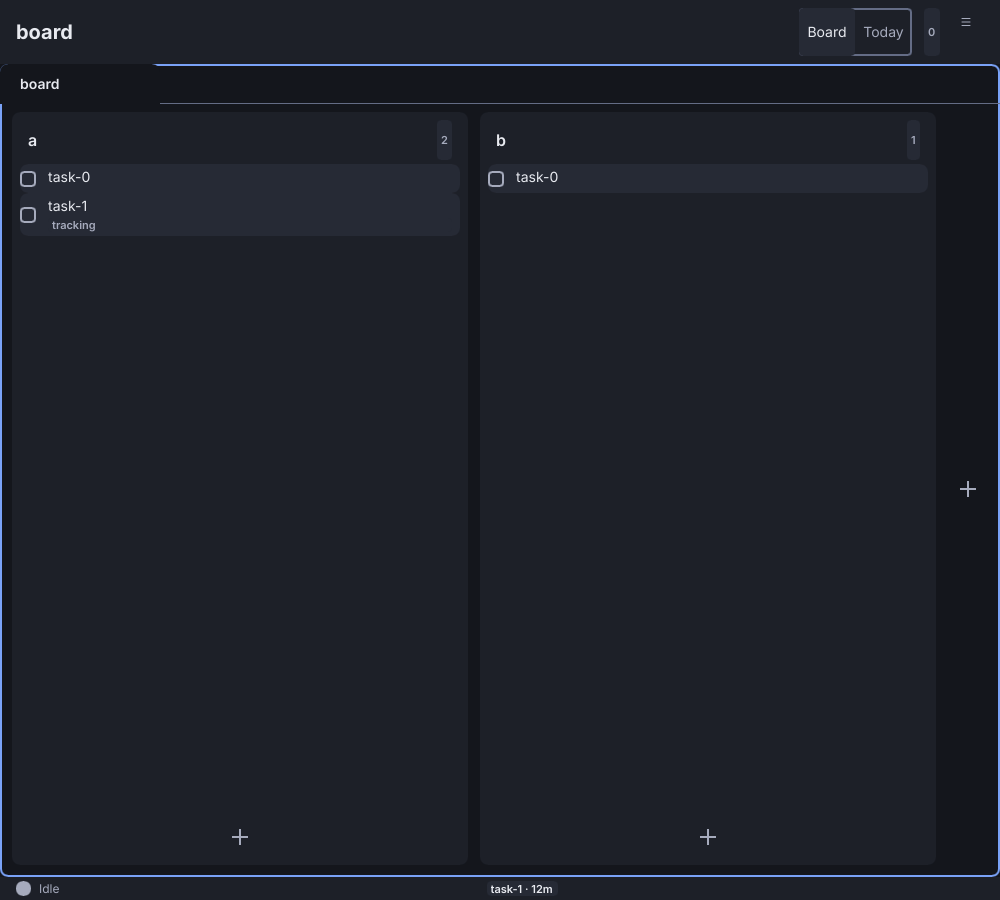 board
Board Today 0 ☰
board
a 2
task-0
task-1
tracking
b 1
task-0
Idle
task-1 · 12m